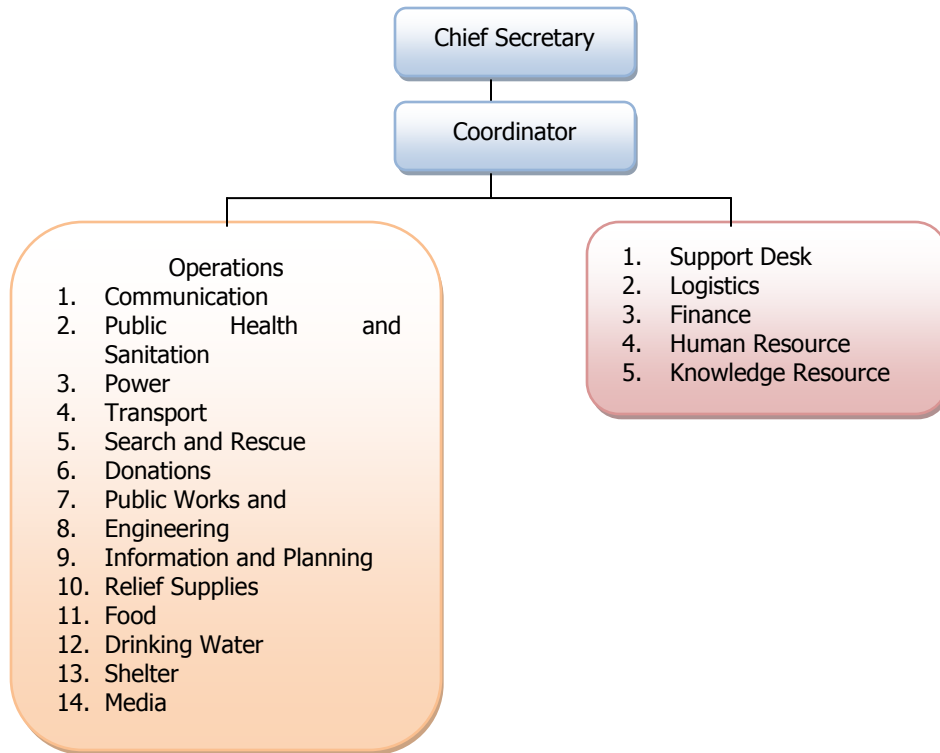 Chief Secretary
Coordinator
Operations
1. Communication
2. Public Health and
Sanitation
3. Power
4. Transport
5. Search and Rescue
6. Donations
7. Public Works and
8. Engineering
9. Information and Planning
10. Relief Supplies
11. Food
12. Drinking Water
13. Shelter
14. Media
1. Support Desk
2. Logistics
3. Finance
4. Human Resource
5. Knowledge Resource